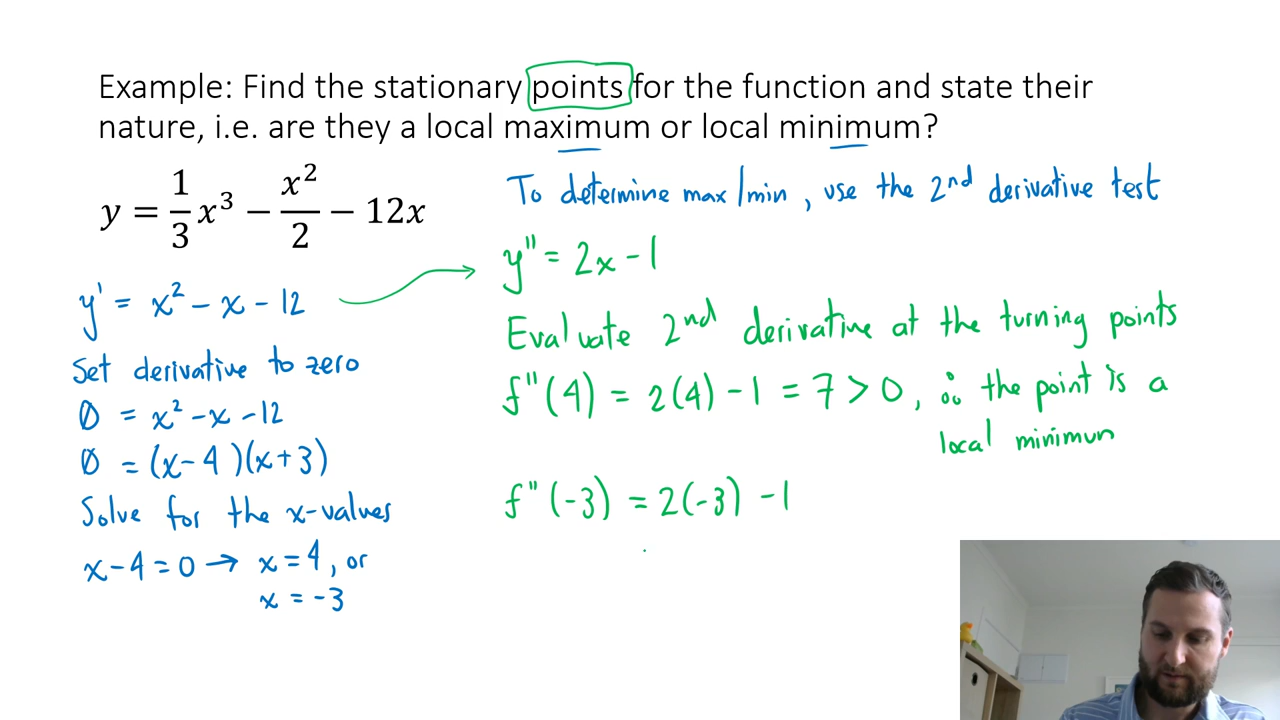 Example: Find the stationary points for the function and state their
nature, i.e. are they a local maximum or local minimum?
y = 1/3 x³ − x²/2 − 12x
y' = x² − x − 12
Set derivative to zero
0 = x² − x − 12
0 = (x − 4)(x + 3)
Solve for the x-values
x − 4 = 0 → x = 4, or
x = −3
To determine max/min, use the 2nd derivative test
y" = 2x − 1
Evaluate 2nd derivative at the turning points
f"(4) = 2(4) − 1 = 7 > 0, ∴ the point is a
local minimum
f"(−3) = 2(−3) − 1